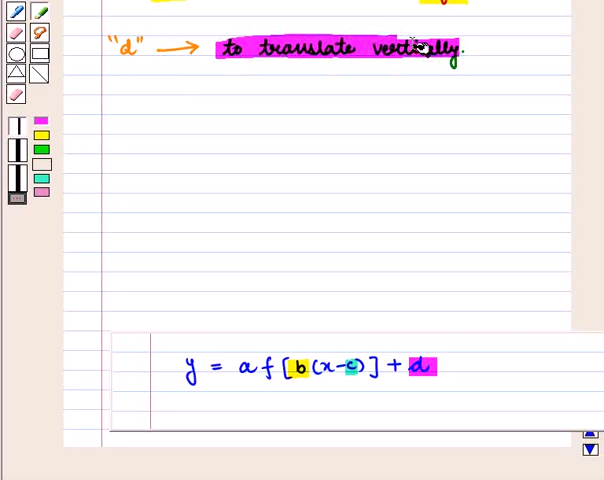 "d" → to translate vertically.
y = a f [b(x-c)] + d